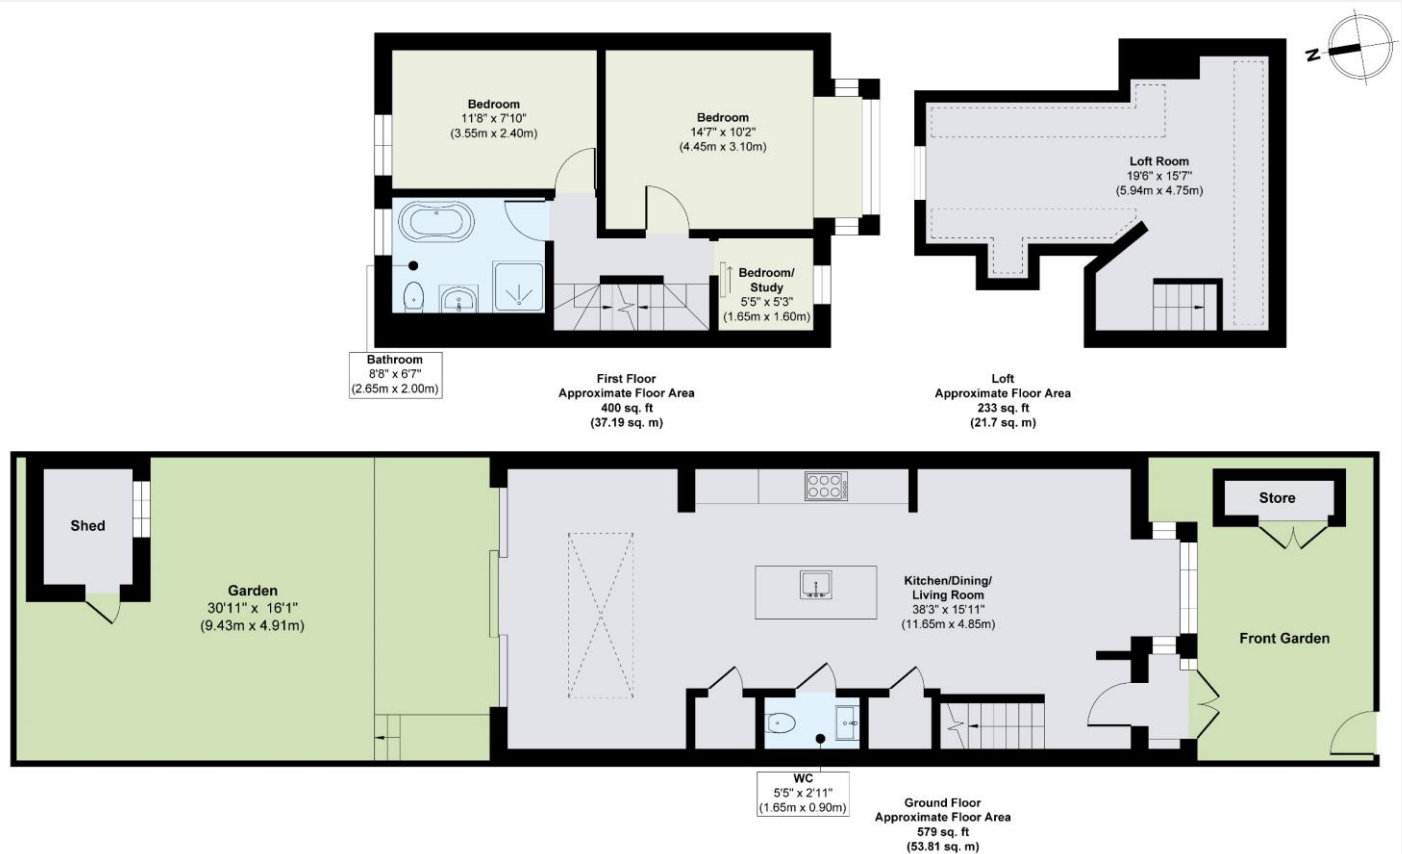 N
Bedroom
11'8" x 7'10"
(3.55m x 2.40m)
Bedroom
14'7" x 10'2"
(4.45m x 3.10m)
Loft Room
19'6" x 15'7"
(5.94m x 4.75m)
Bedroom/
Study
5'5" x 5'3"
(1.65m x 1.60m)
Bathroom
8'8" x 6'7"
(2.65m x 2.00m)
First Floor
Approximate Floor Area
400 sq. ft
(37.19 sq. m)
Loft
Approximate Floor Area
233 sq. ft
(21.7 sq. m)
Shed
Garden
30'11" x 16'1"
(9.43m x 4.91m)
Kitchen/Dining/
Living Room
38'3" x 15'11"
(11.65m x 4.85m)
Store
Front Garden
WC
5'5" x 2'11"
(1.65m x 0.90m)
Ground Floor
Approximate Floor Area
579 sq. ft
(53.81 sq. m)